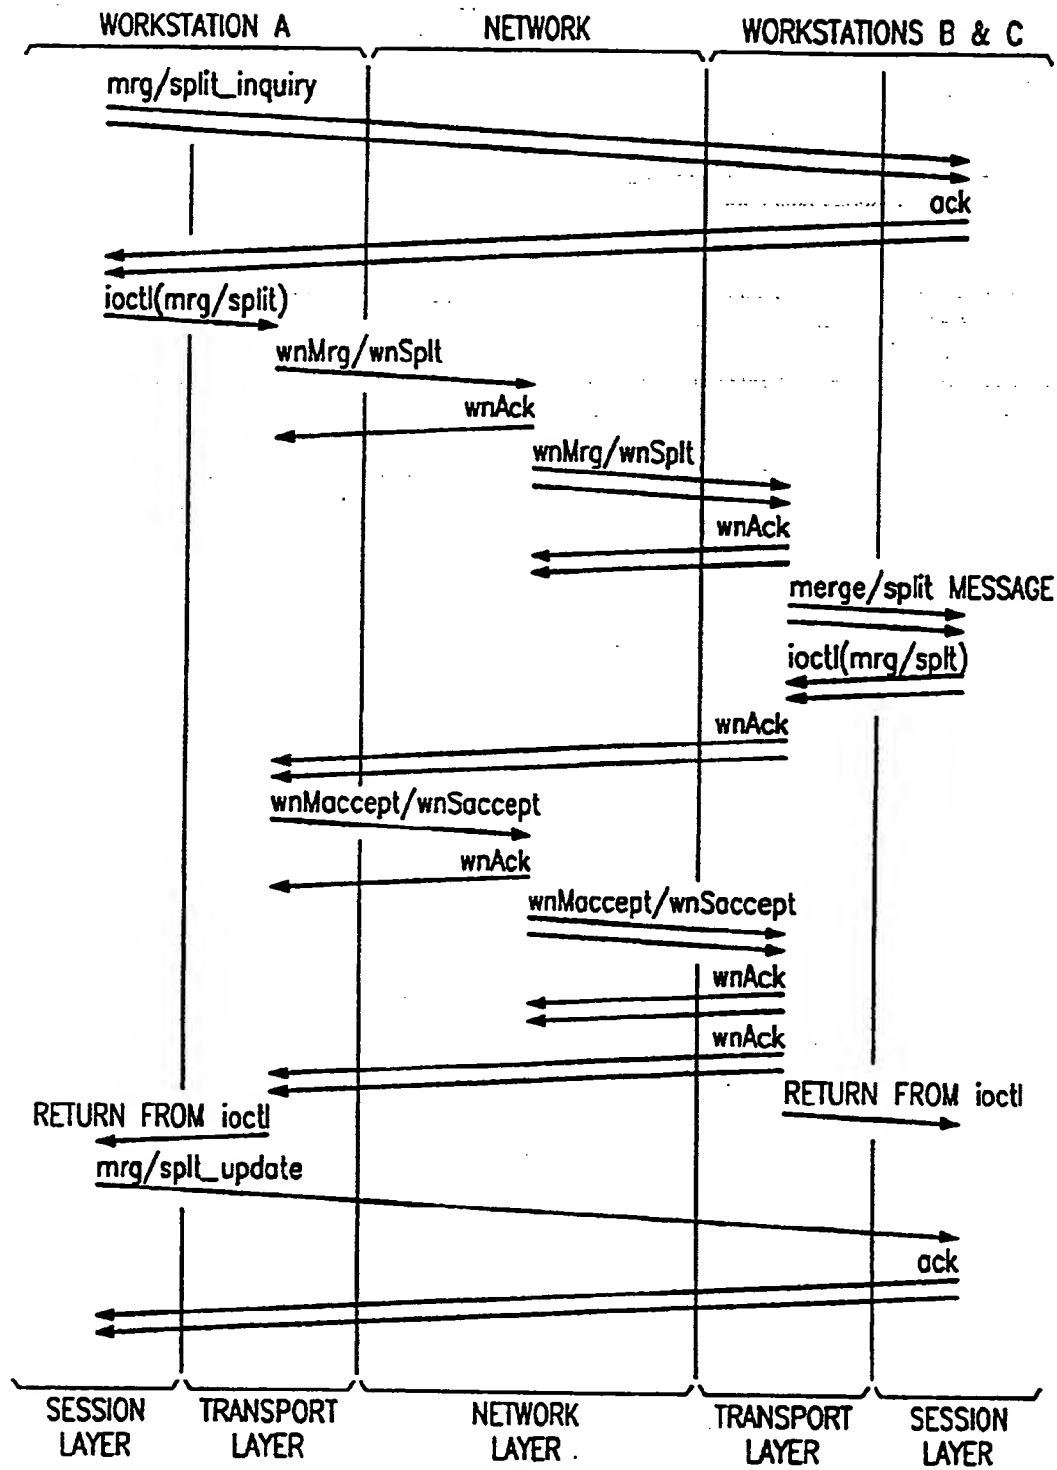 WORKSTATION A
NETWORK
WORKSTATIONS B & C
mrg/split_inquiry
ack
ioctl(mrg/split)
wnMrg/wnSplt
wnAck
wnMrg/wnSplt
wnAck
merge/split MESSAGE
ioctl(mrg/splt)
wnAck
wnMaccept/wnSaccept
wnAck
wnMaccept/wnSaccept
wnAck
wnAck
RETURN FROM ioctl
RETURN FROM ioctl
mrg/splt_update
ack
SESSION LAYER
TRANSPORT LAYER
NETWORK LAYER
TRANSPORT LAYER
SESSION LAYER